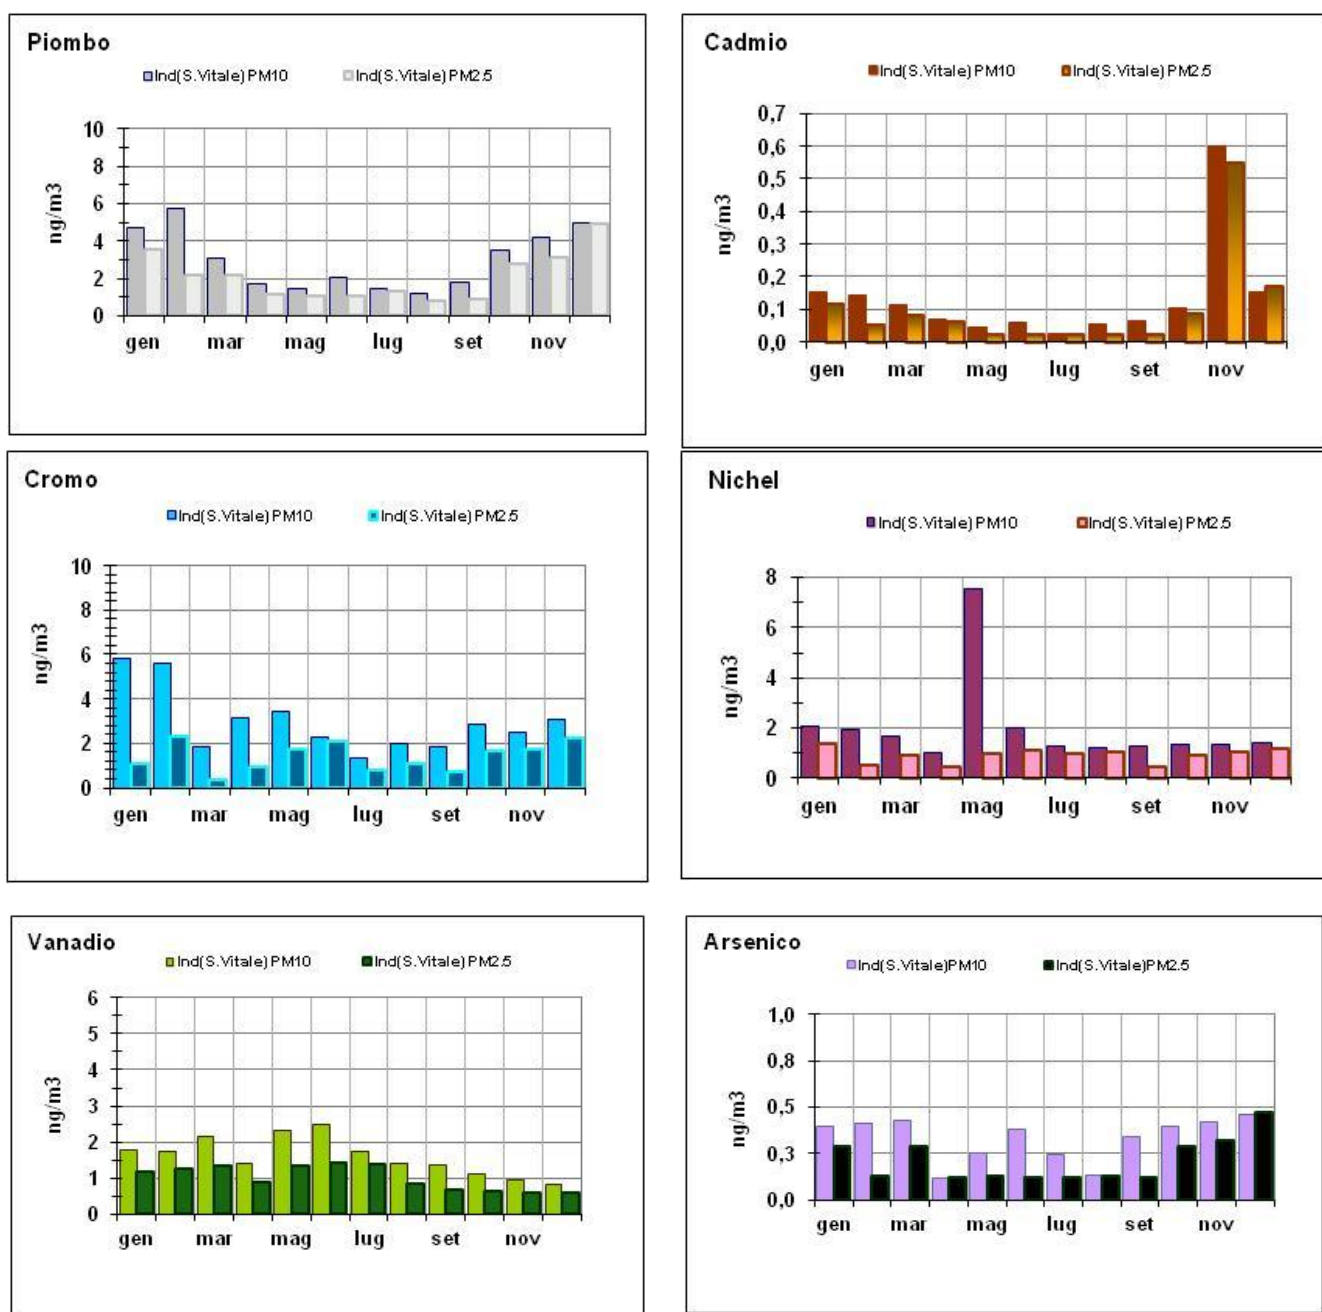 Piombo
Ind(S.Vitale) PM10 Ind(S.Vitale) PM2.5
ng/m3
10
8
6
4
2
0
gen mar mag lug set nov
Cadmio
Ind(S.Vitale) PM10 Ind(S.Vitale) PM2.5
ng/m3
0,7
0,6
0,5
0,4
0,3
0,2
0,1
0,0
gen mar mag lug set nov
Cromo
Ind(S.Vitale) PM10 Ind(S.Vitale) PM2.5
ng/m3
10
8
6
4
2
0
gen mar mag lug set nov
Nichel
Ind(S.Vitale) PM10 Ind(S.Vitale) PM2.5
ng/m3
8
6
4
2
0
gen mar mag lug set nov
Vanadio
Ind(S.Vitale) PM10 Ind(S.Vitale) PM2.5
ng/m3
6
5
4
3
2
1
0
gen mar mag lug set nov
Arsenico
Ind(S.Vitale)PM10 Ind(S.Vitale)PM2.5
ng/m3
1,0
0,8
0,5
0,3
0,0
gen mar mag lug set nov